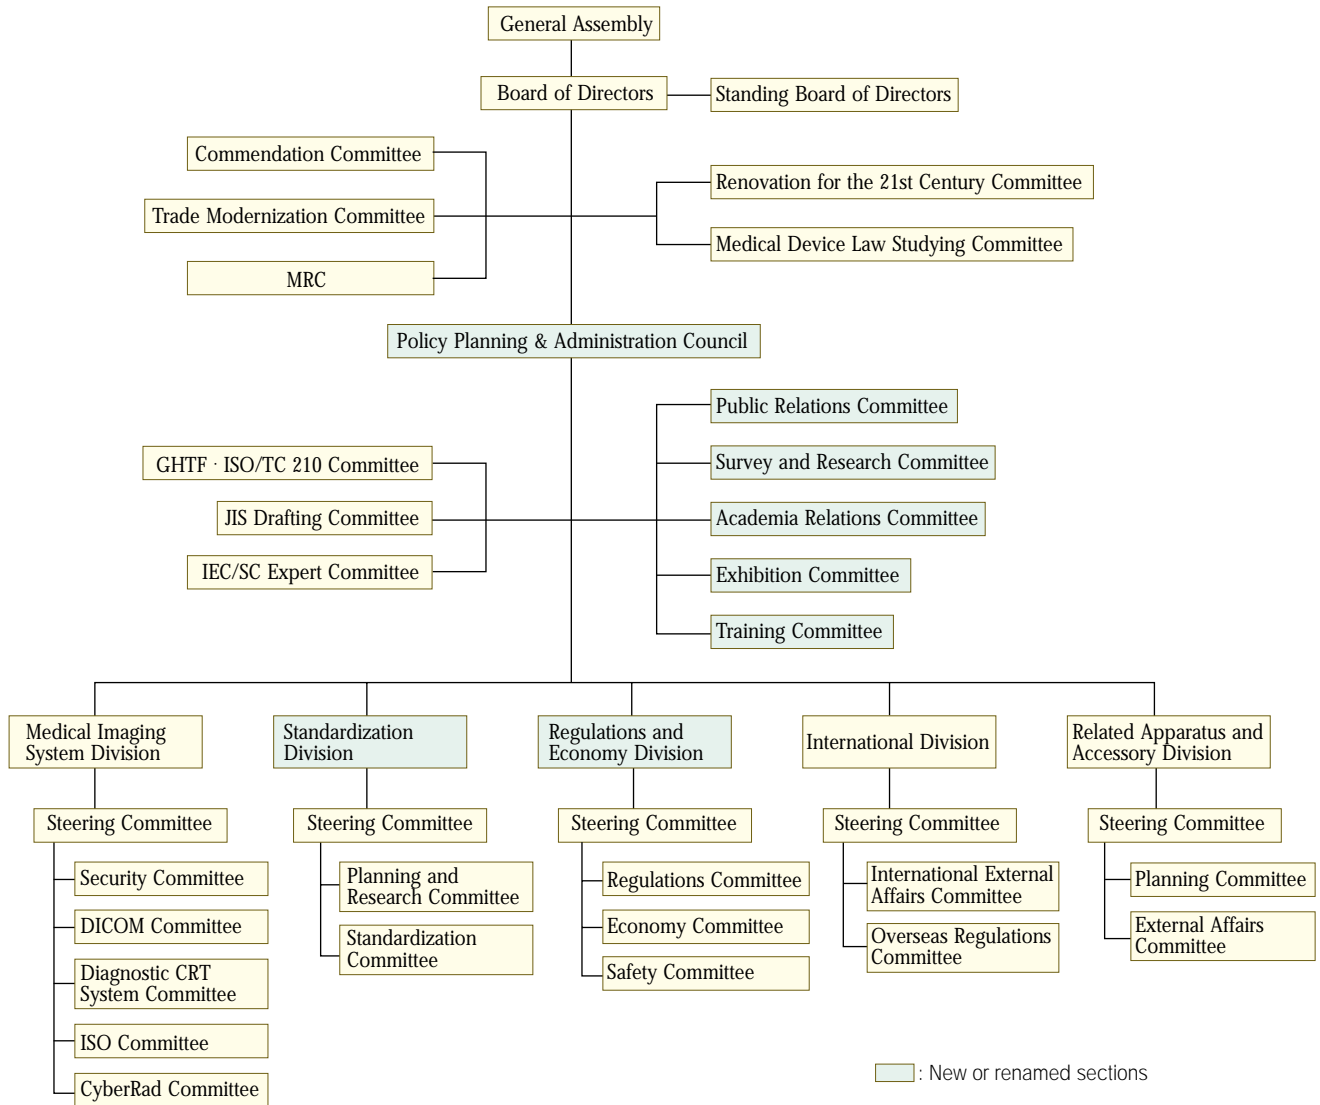 General Assembly
Board of Directors
Standing Board of Directors
Commendation Committee
Trade Modernization Committee
MRC
Renovation for the 21st Century Committee
Medical Device Law Studying Committee
Policy Planning & Administration Council
GHTF · ISO/TC 210 Committee
JIS Drafting Committee
IEC/SC Expert Committee
Public Relations Committee
Survey and Research Committee
Academia Relations Committee
Exhibition Committee
Training Committee
Medical Imaging
System Division
Steering Committee
Security Committee
DICOM Committee
Diagnostic CRT
System Committee
ISO Committee
CyberRad Committee
Standardization
Division
Steering Committee
Planning and
Research Committee
Standardization
Committee
Regulations and
Economy Division
Steering Committee
Regulations Committee
Economy Committee
Safety Committee
International Division
Steering Committee
International External
Affairs Committee
Overseas Regulations
Committee
Related Apparatus and
Accessory Division
Steering Committee
Planning Committee
External Affairs
Committee
: New or renamed sections